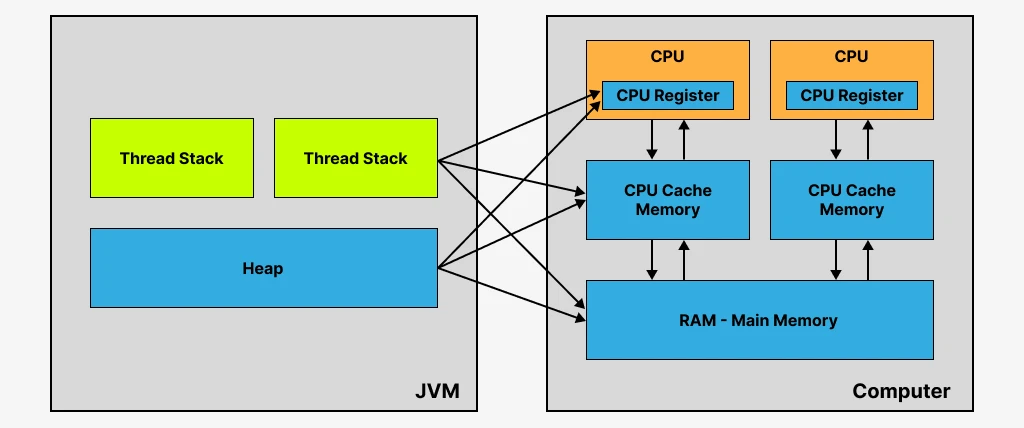 Thread Stack
Thread Stack
Heap
JVM
CPU
CPU Register
CPU
CPU Register
CPU Cache
Memory
CPU Cache
Memory
RAM - Main Memory
Computer